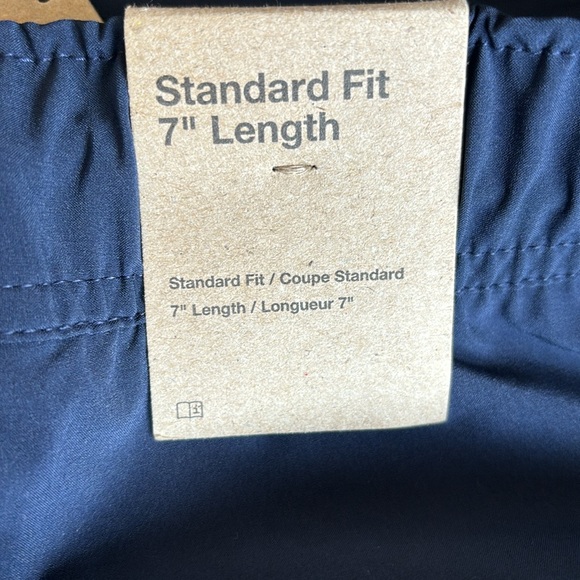 Standard Fit
7" Length
Standard Fit / Coupe Standard
7" Length / Longueur 7"